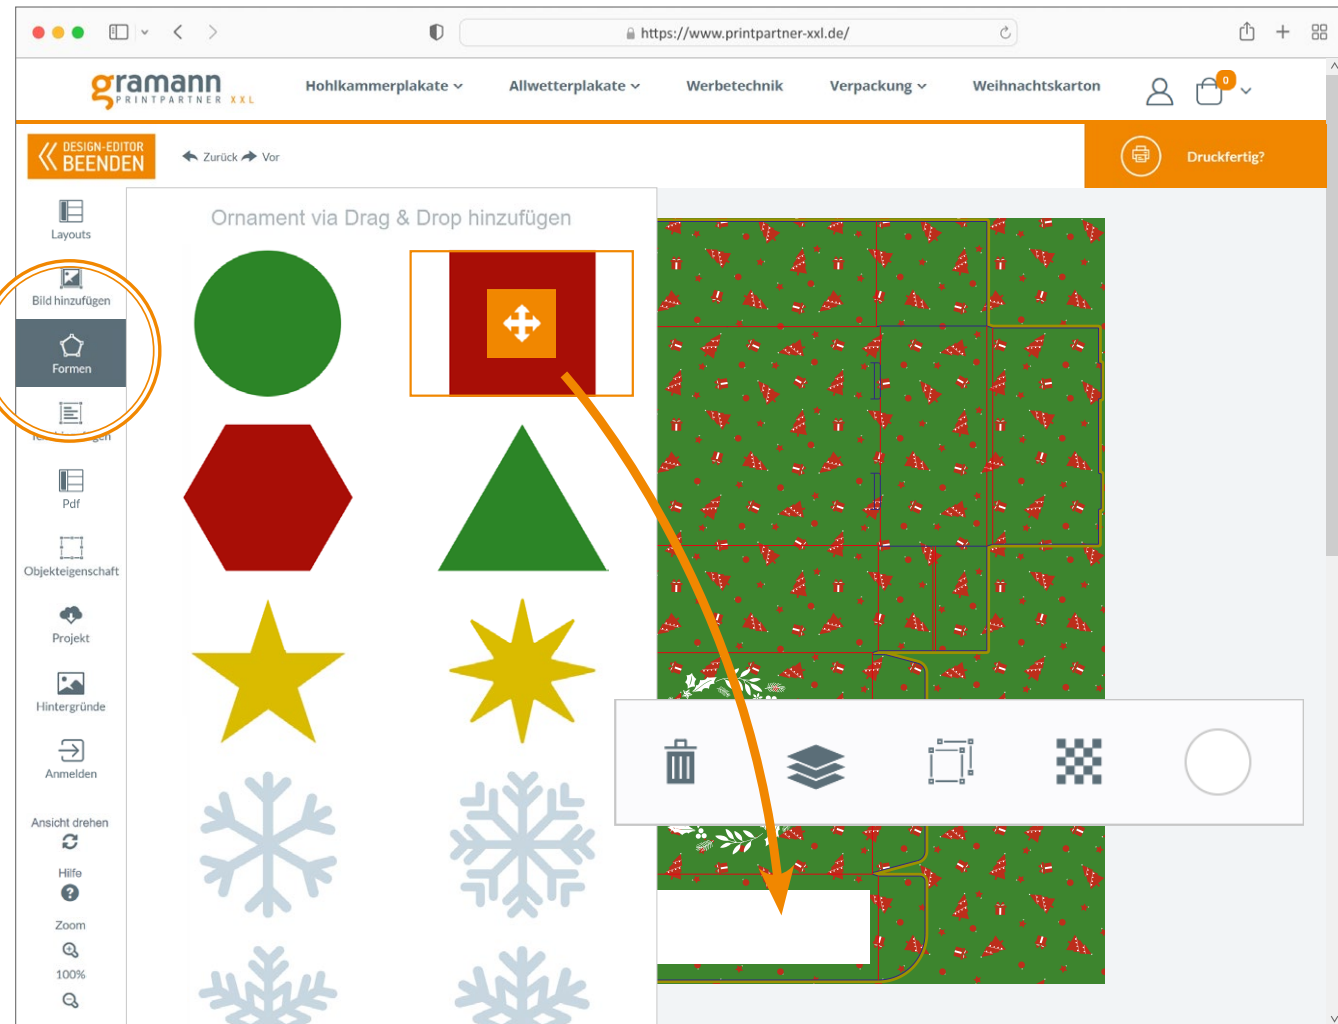 https://www.printpartner-xxl.de/
gramann
PRINTPARTNER XXL
Hohlkammerplakate
Allwetterplakate
Werbetechnik
Verpackung
Weihnachtskarton
0
DESIGN-EDITOR
BEENDEN
Zurück
Vor
Druckfertig?
Layouts
Bild hinzufügen
Formen
Pdf
Objekteigenschaft
Projekt
Hintergründe
Anmelden
Ansicht drehen
Hilfe
?
Zoom
100%
Ornament via Drag & Drop hinzufügen